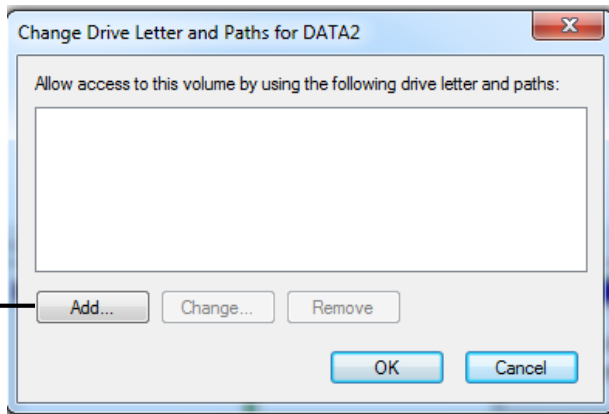 Change Drive Letter and Paths for DATA2
Allow access to this volume by using the following drive letter and paths:
Add... Change... Remove
OK Cancel